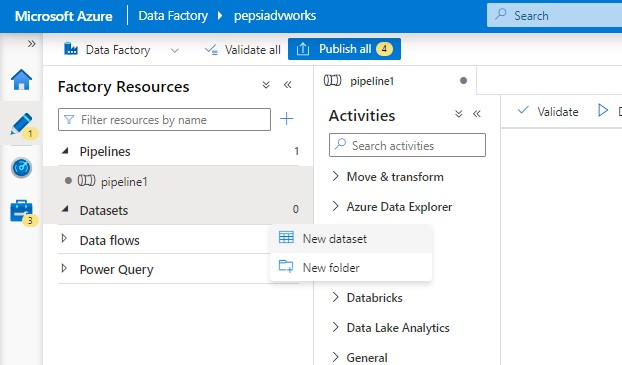 Microsoft Azure Data Factory pepsiadvworks Search
Data Factory Validate all Publish all 4
Factory Resources
Filter resources by name
Pipelines 1
pipeline1
Datasets 0
Data flows
Power Query
New dataset
New folder
pipeline1
Activities
Search activities
Move & transform
Azure Data Explorer
Databricks
Data Lake Analytics
General
Validate
1
3